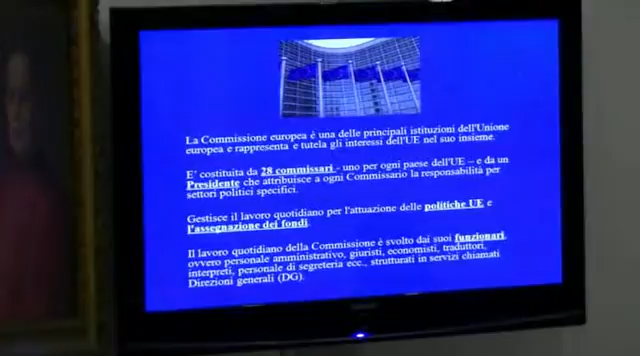 La Commissione europea è una delle principali istituzioni dell'Unione
europea e rappresenta e tutela gli interessi dell'UE nel suo insieme.
E' costituita da 28 commissari - uno per ogni paese dell'UE – e da un
Presidente che attribuisce a ogni Commissario la responsabilità per
settori politici specifici.
Gestisce il lavoro quotidiano per l'attuazione delle politiche UE e
l'assegnazione dei fondi.
Il lavoro quotidiano della Commissione è svolto dai suoi funzionari,
ovvero personale amministrativo, giuristi, economisti, traduttori,
interpreti, personale di segreteria ecc., strutturati in servizi chiamati
Direzioni generali (DG).